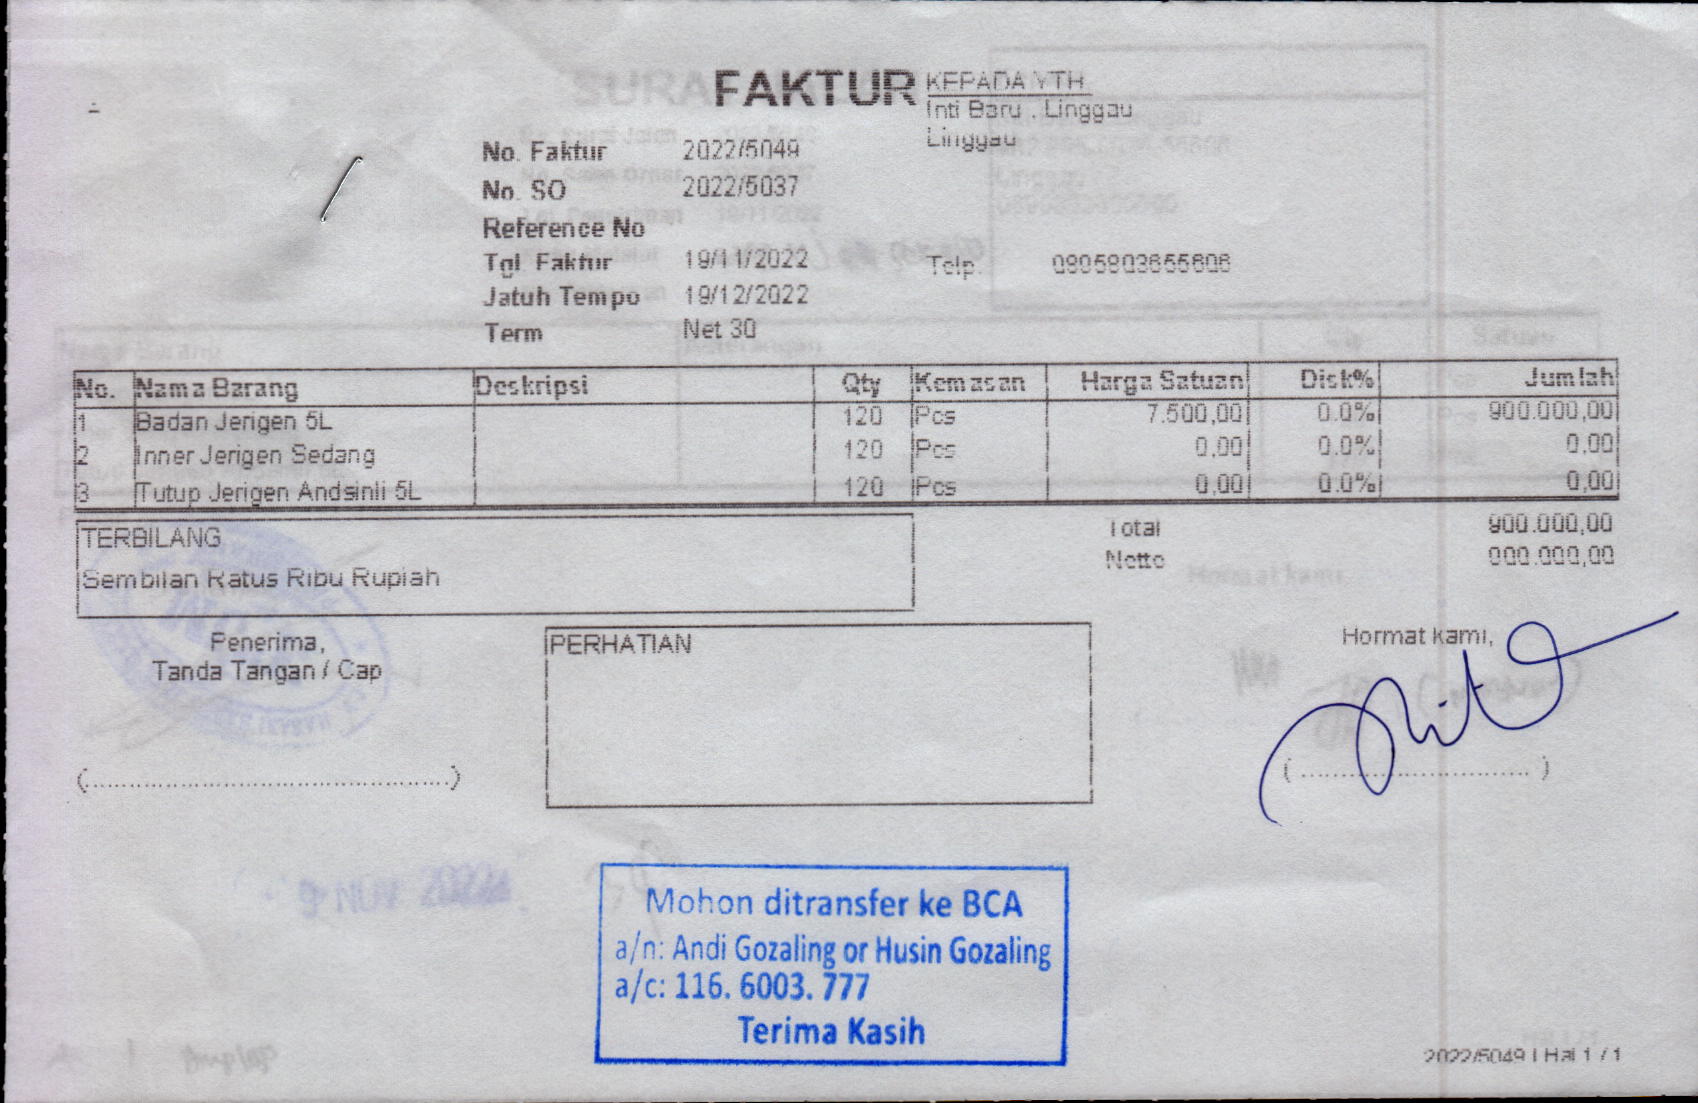 FAKTUR
KEPADA YTH
Inti Baru . Linggau
Linggau
No. Faktur 2022/5049
No. SO 2022/5037
Reference No
Tgl Faktur 19/11/2022 Telp.
Jatuh Tempo 19/12/2022
Term Net 30
No. Nama Barang Deskripsi Qty Kemasan Harga Satuan Disk% Jumlah
1 Badan Jerigen 5L 120 Pcs 7.500,00 0.0% 900.000,00
2 Inner Jerigen Sedang 120 Pcs 0,00 0.0% 0,00
3 Tutup Jerigen 5L 120 Pcs 0,00 0.0% 0,00
TERBILANG Total 900.000,00
Netto 900.000,00
Sembilan Ratus Ribu Rupiah
Penerima, PERHATIAN Hormat kami,
Tanda Tangan / Cap
9 NOV 2022
Mohon ditransfer ke BCA
a/n: Andi Gozaling or Husin Gozaling
a/c: 116. 6003. 777
Terima Kasih
2022/5049 | Hal 1 / 1